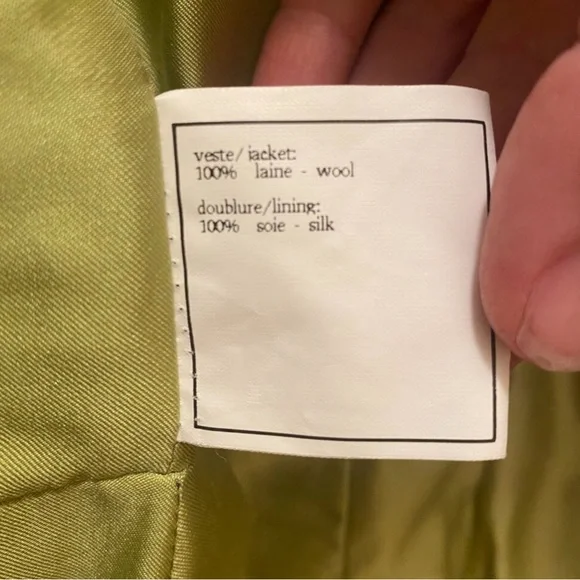 veste/jacket:
100% laine - wool
doublure/lining:
100% soie - silk